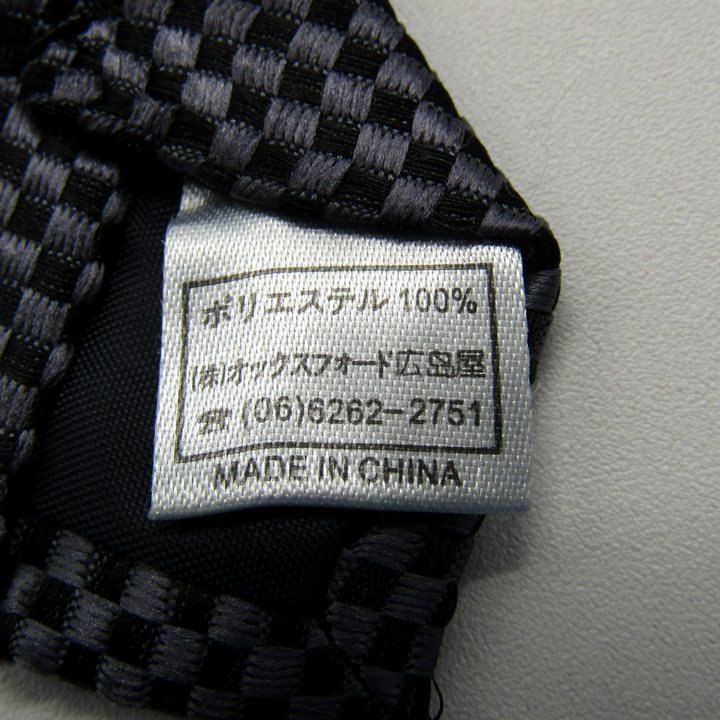 ポリエステル 100%
(株)オックスフォード広島屋
☎ (06)6262-2751
MADE IN CHINA